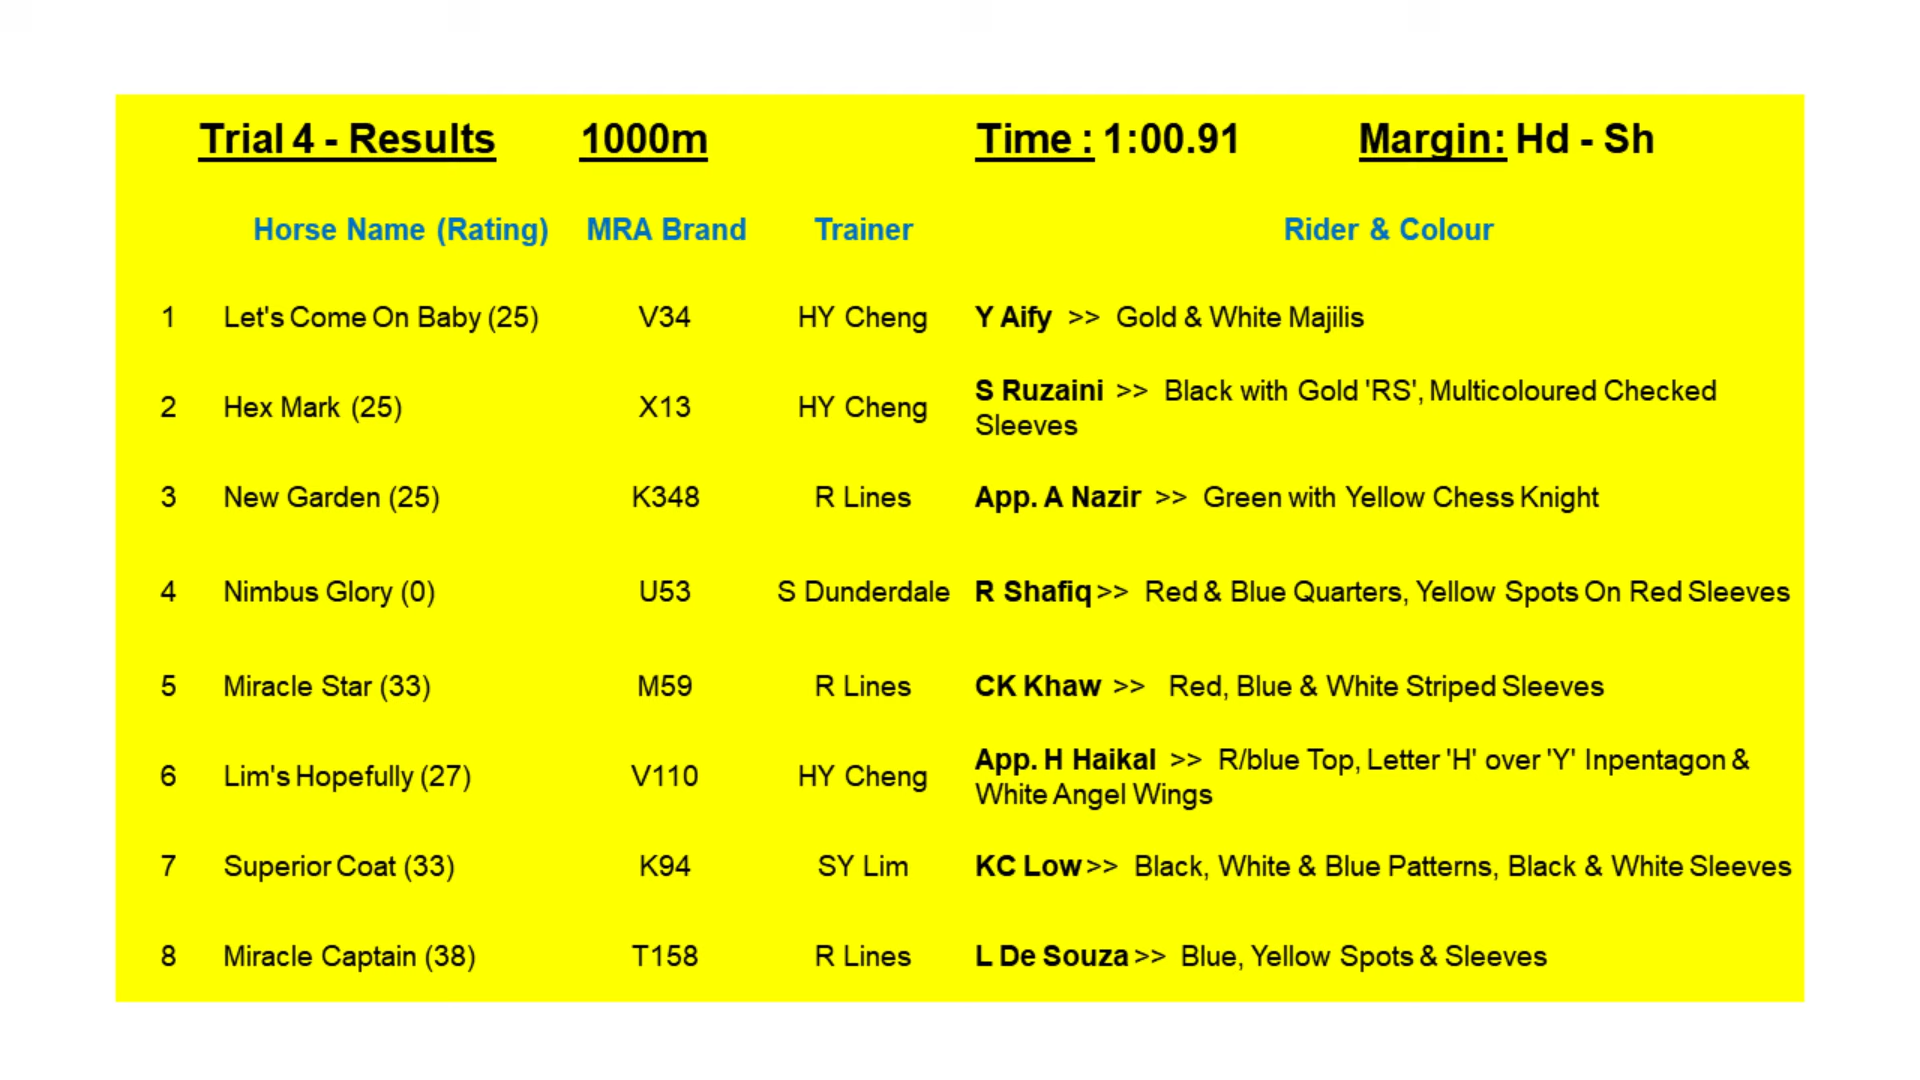 Trial 4 - Results 1000m Time : 1:00.91 Margin: Hd - Sh
Horse Name (Rating) MRA Brand Trainer Rider & Colour
1 Let's Come On Baby (25) V34 HY Cheng Y Aify >> Gold & White Majilis
2 Hex Mark (25) X13 HY Cheng S Ruzaini >> Black with Gold 'RS', Multicoloured Checked
Sleeves
3 New Garden (25) K348 R Lines App. A Nazir >> Green with Yellow Chess Knight
4 Nimbus Glory (0) U53 S Dunderdale R Shafiq >> Red & Blue Quarters, Yellow Spots On Red Sleeves
5 Miracle Star (33) M59 R Lines CK Khaw >> Red, Blue & White Striped Sleeves
6 Lim's Hopefully (27) V110 HY Cheng App. H Haikal >> R/blue Top, Letter 'H' over 'Y' Inpentagon &
White Angel Wings
7 Superior Coat (33) K94 SY Lim KC Low >> Black, White & Blue Patterns, Black & White Sleeves
8 Miracle Captain (38) T158 R Lines L De Souza >> Blue, Yellow Spots & Sleeves